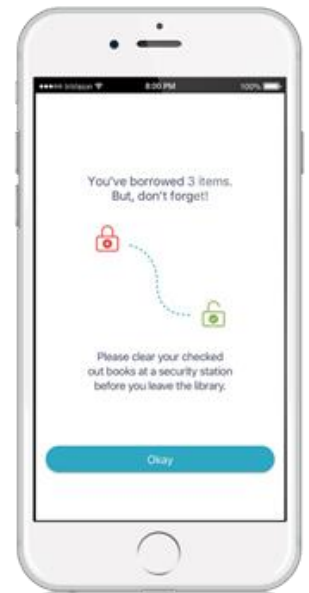 InVision 8:00 PM 100%
You've borrowed 3 items.
But, don't forget!
Please clear your checked
out books at a security station
before you leave the library.
Okay